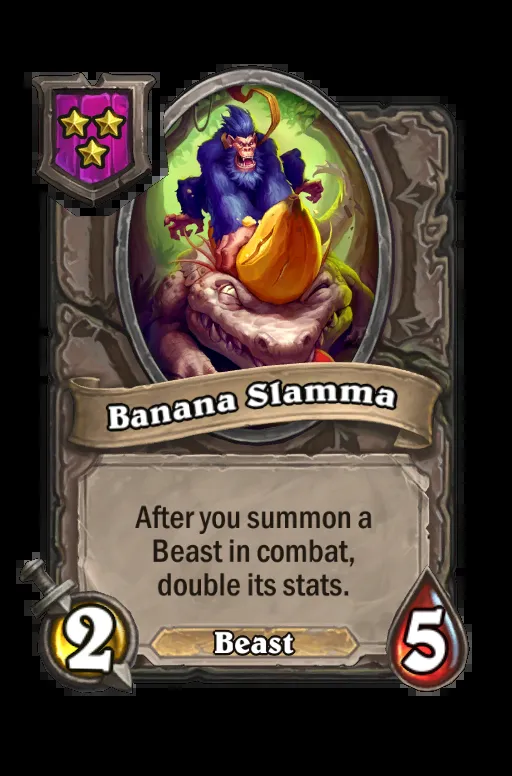 Banana Slamma
After you summon a
Beast in combat,
double its stats.
2
Beast
5